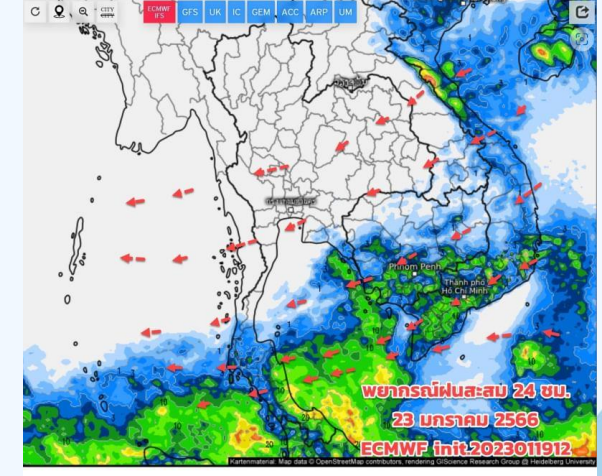 CITY
CITY
ECMWF
IFS
GFS
UK
IC
GEM
ACC
ARP
UM
Phnom Penh
Thành phố
Hồ Chí Minh
พยากรณ์ฝนสะสม 24 ชม.
23 มกราคม 2566
ECMWF init.2023011912
Kartenmaterial: Map data © OpenStreetMap contributors, rendering GIScience Research Group @ Heidelberg University